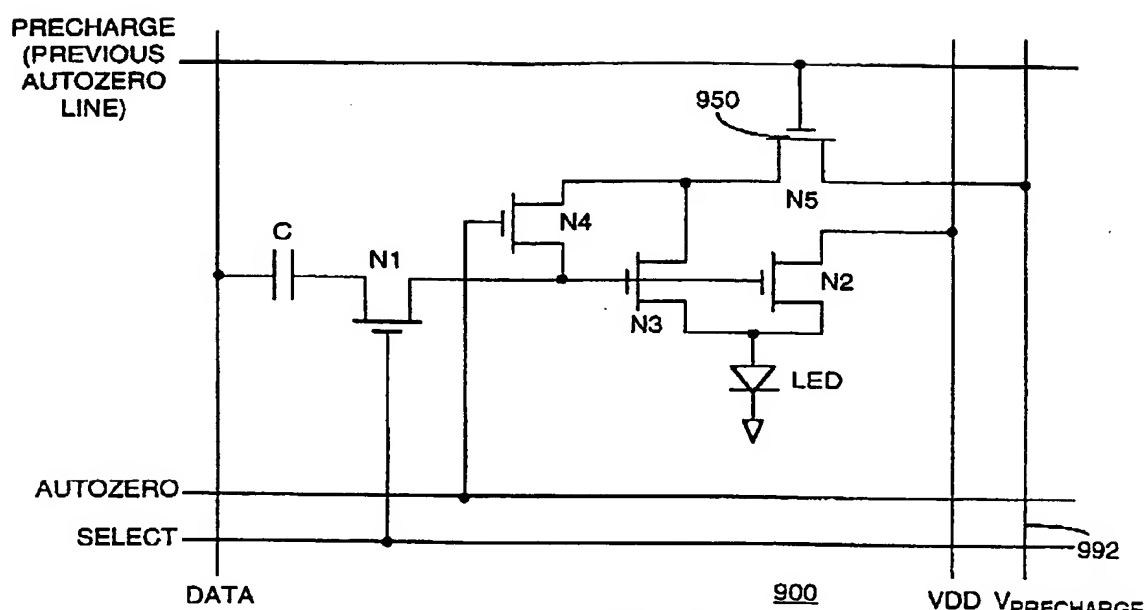 PRECHARGE
(PREVIOUS
AUTOZERO
LINE)
950
N5
N4
C
N1
N2
N3
LED
AUTOZERO
SELECT
992
DATA
900
VDD
VPRECHARGE